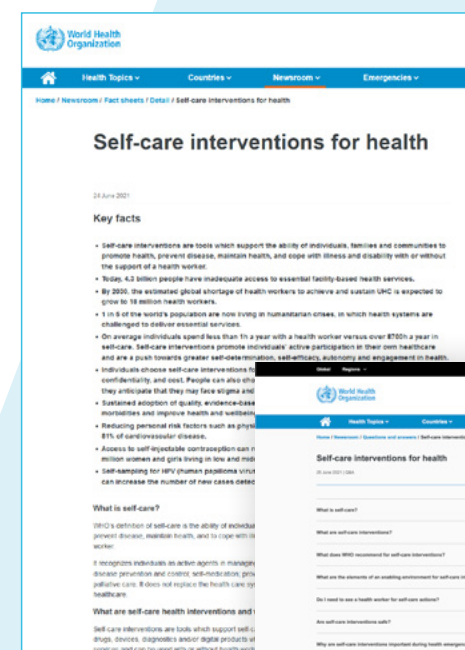 World Health
Organization
Health Topics
Countries
Newsroom
Emergencies
Home / Newsroom / Fact sheets / Detail / Self-care interventions for health
Self-care interventions for health
Key facts
Self-care interventions are tools which support the ability of individuals, families and communities to
promote health, prevent disease, maintain health, and cope with illness and disability with or without
the support of a health worker.
Today, 4.3 billion people have inadequate access to essential facility-based health services.
By 2030, the estimated global shortage of health workers to achieve and sustain UHC is expected to
grow to 18 million health workers.
1 in 5 of the world's population are now living in humanitarian crises, in which health systems are
challenged to deliver essential services.
On average individuals spend less than 1h a year with a health worker versus over 8700h a year in
self-care. Self-care interventions promote individuals' active participation in their own healthcare
and are a push towards greater self-determination, self-efficacy, autonomy and engagement in health.
Individuals choose self-care interventions fo
confidentiality, and cost. People can also cho
they anticipate that they may face stigma and
Sustained adoption of quality, evidence-base
morbidities and improve health and wellbein
Reducing personal risk factors such as physi
81% of cardiovascular disease.
Access to self-injectable contraception can r
million women and girls living in low and mid
Self-sampling for HPV (human papilloma virus
can increase the number of new cases detec
What is self-care?
WHO's definition of self-care is the ability of individua
prevent disease, maintain health, and to cope with ill
worker.
It recognizes individuals as active agents in managing
disease prevention and control, self-medication, prov
palliative care. It does not replace the health care sys
healthcare.
What are self-care health interventions and
Self-care interventions are tools which support self-c
drugs, devices, diagnostics and/or digital products wh
Global
Regions
World Health
Organization
Health Topics
Countries
Home / Newsroom / Questions and answers / Self-care interventio
Self-care interventions for health
What is self-care?
What are self-care interventions?
What does WHO recommend for self-care interventions?
What are the elements of an enabling environment for self-care in
Do I need to see a health worker for self-care actions?
Are self-care interventions safe?
Why are self-care interventions important during health emergenc